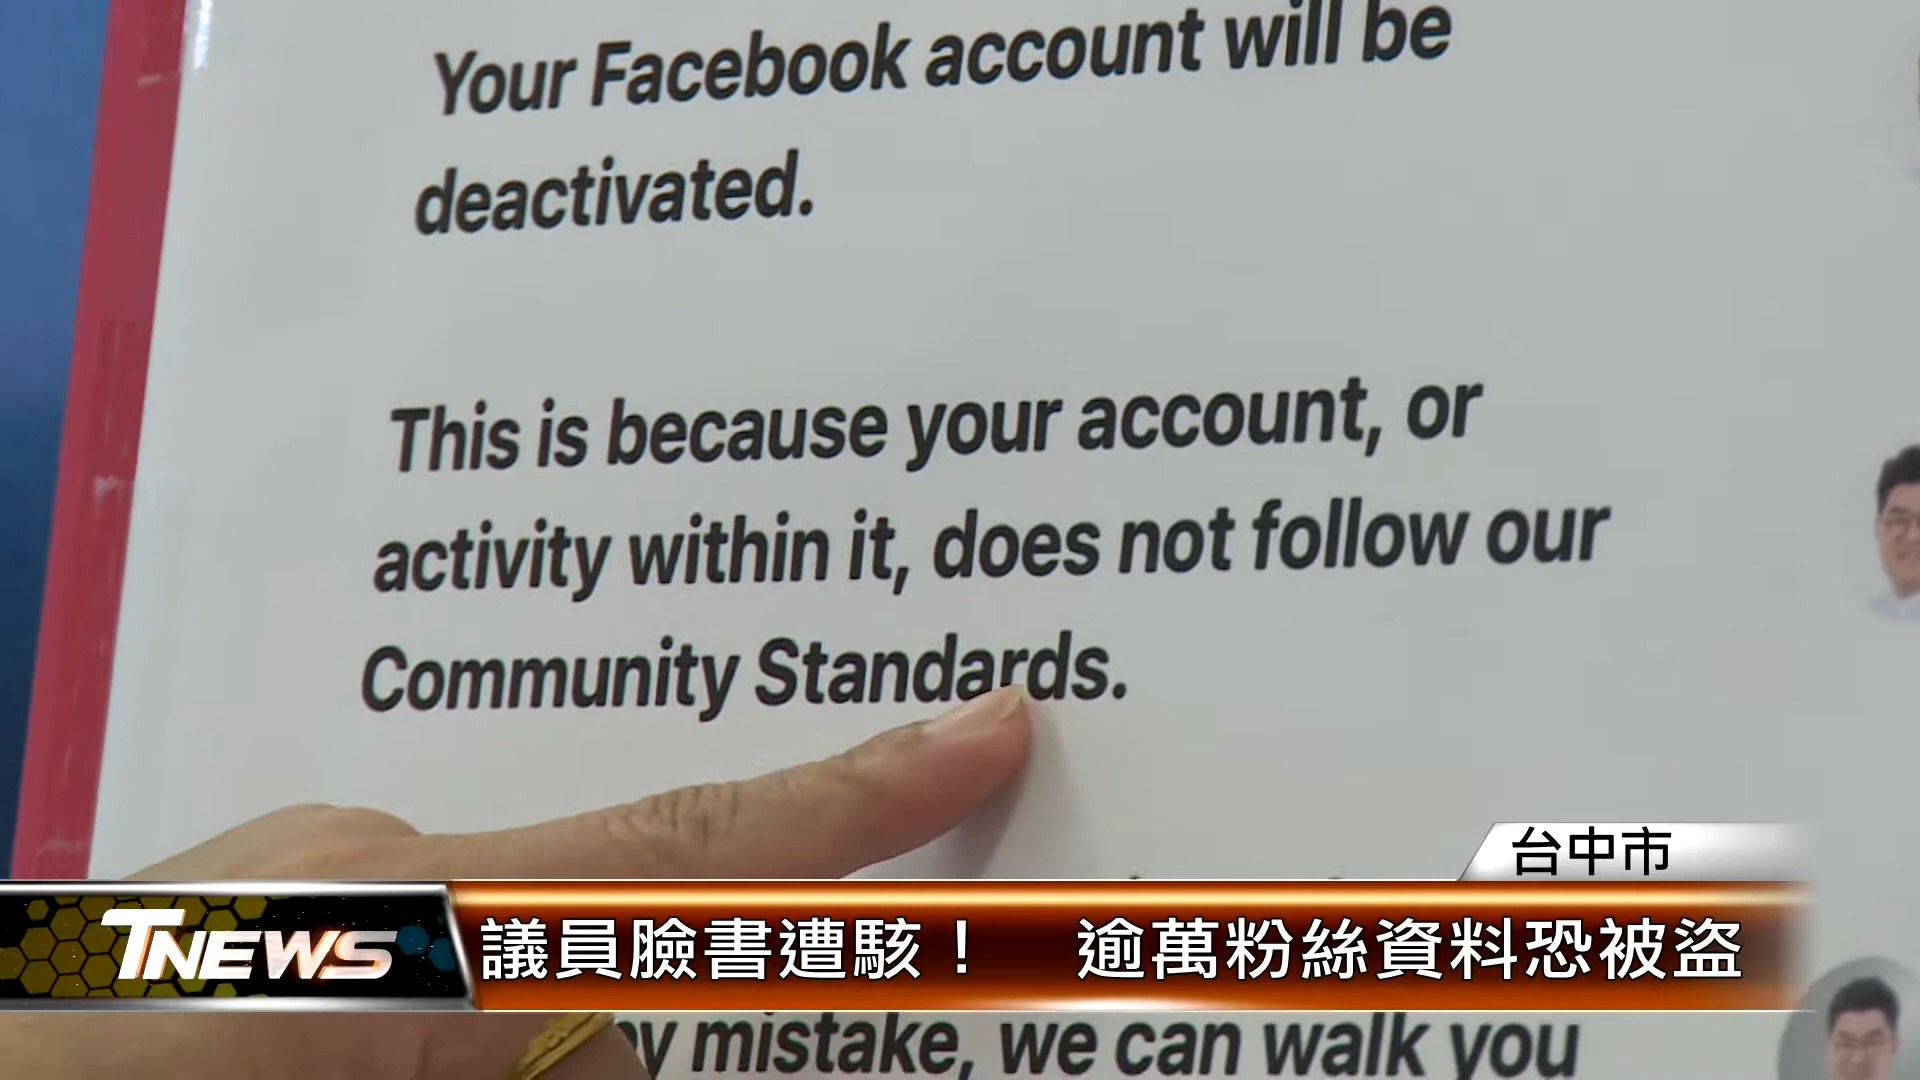 Your Facebook account will be
deactivated.
This is because your account, or
activity within it, does not follow our
Community Standards.
台中市
TNEWS
議員臉書遭駭！ 逾萬粉絲資料恐被盜
mistake, we can walk you